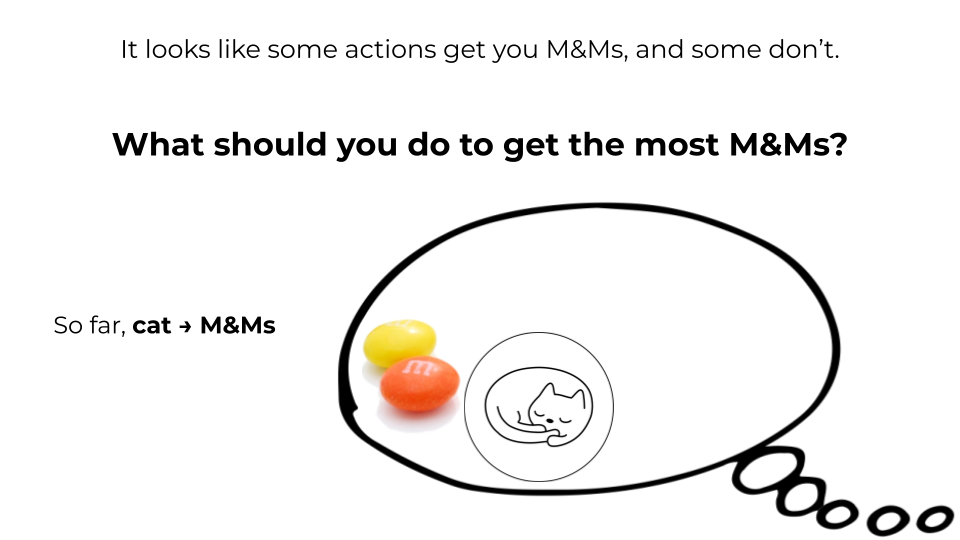 It looks like some actions get you M&Ms, and some don’t.
What should you do to get the most M&Ms?
So far, cat → M&Ms
m